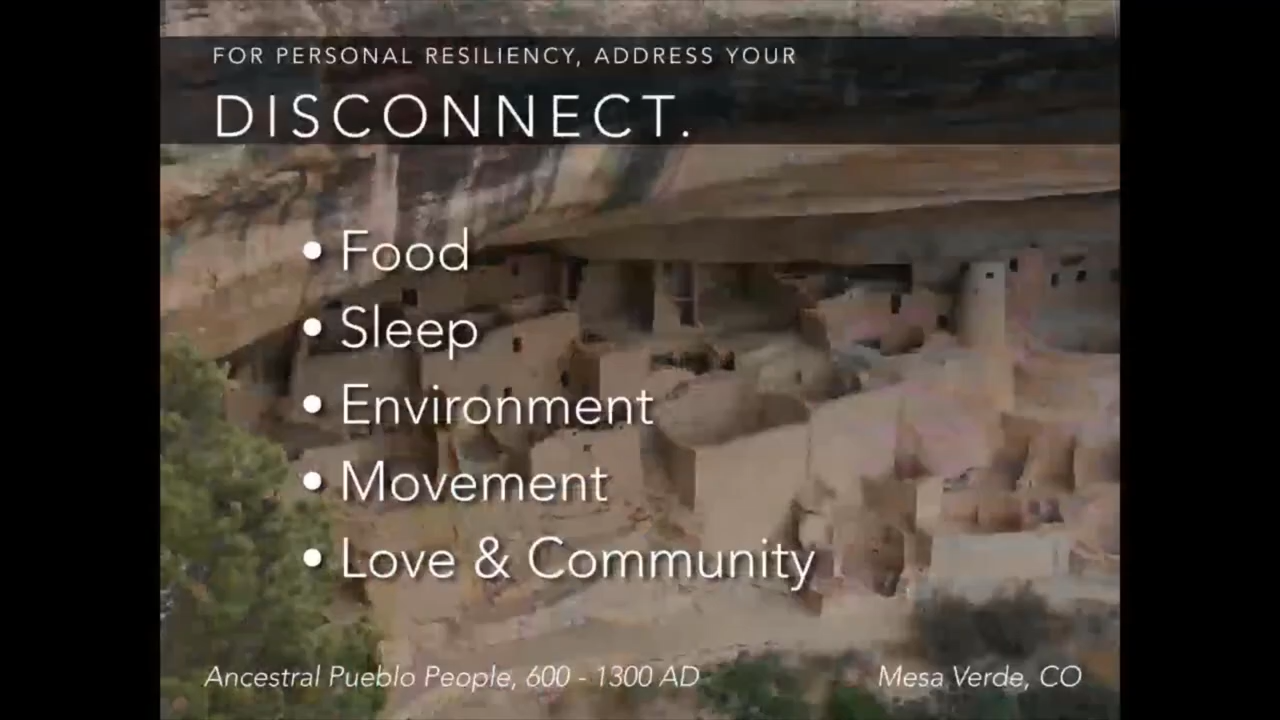 FOR PERSONAL RESILIENCY, ADDRESS YOUR
DISCONNECT.
• Food
• Sleep
• Environment
• Movement
• Love & Community
Ancestral Pueblo People, 600 - 1300 AD
Mesa Verde, CO